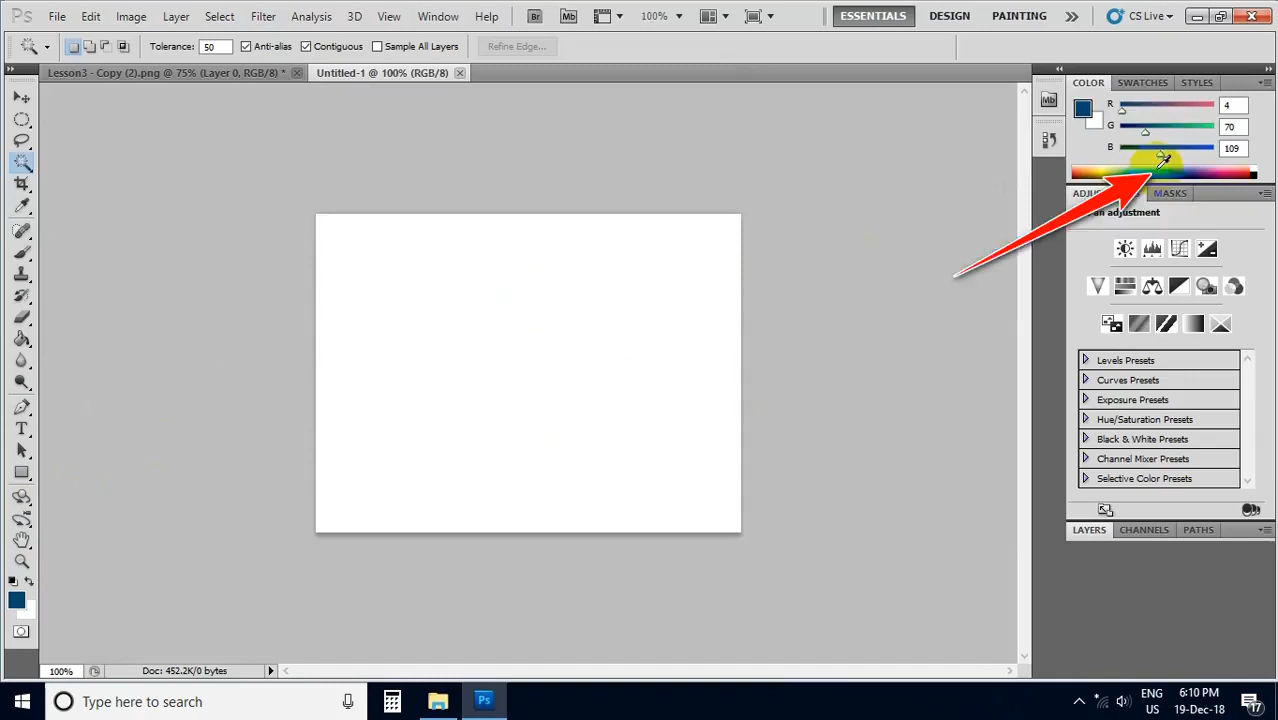 Ps File Edit Image Layer Select Filter Analysis 3D View Window Help Br Mb 100% ESSENTIALS DESIGN PAINTING CS Live
Tolerance: 50 Anti-alias Contiguous Sample All Layers Refine Edge...
Lesson3 - Copy (2).png @ 75% (Layer 0, RGB/8) * Untitled-1 @ 100% (RGB/8)
COLOR SWATCHES STYLES
Mb
R 4
G 70
B 109
MASKS
an adjustment
Levels Presets
Curves Presets
Exposure Presets
Hue/Saturation Presets
Black & White Presets
Channel Mixer Presets
Selective Color Presets
LAYERS CHANNELS PATHS
T
100% Doc: 452.2K/0 bytes
Type here to search
Ps
ENG
US
6:10 PM
19-Dec-18
17